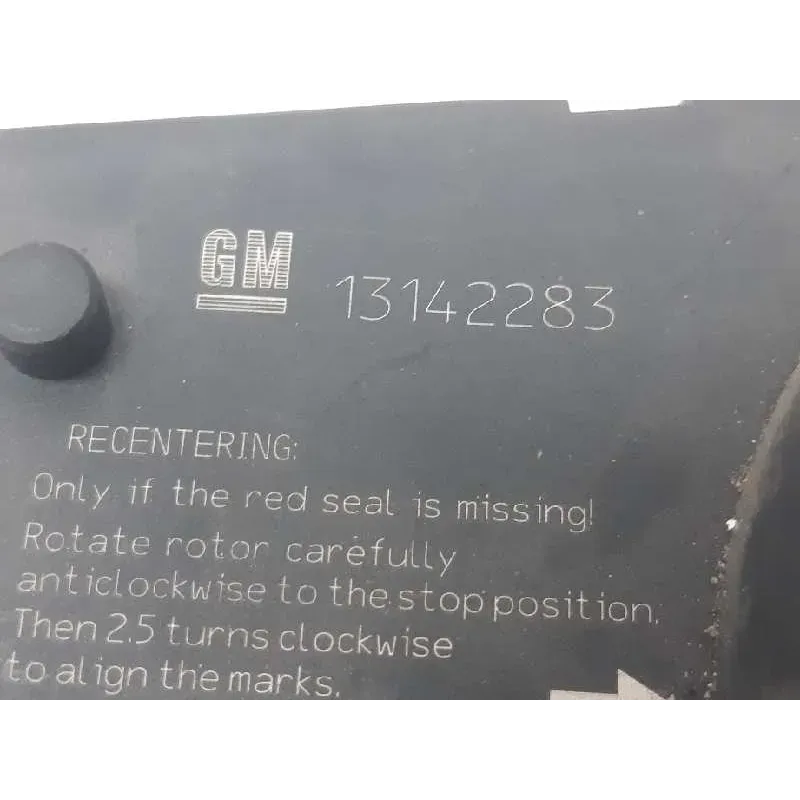 GM 13142283
RECENTERING:
Only if the red seal is missing!
Rotate rotor carefully
anticlockwise to the stop position.
Then 2.5 turns clockwise
to align the marks.